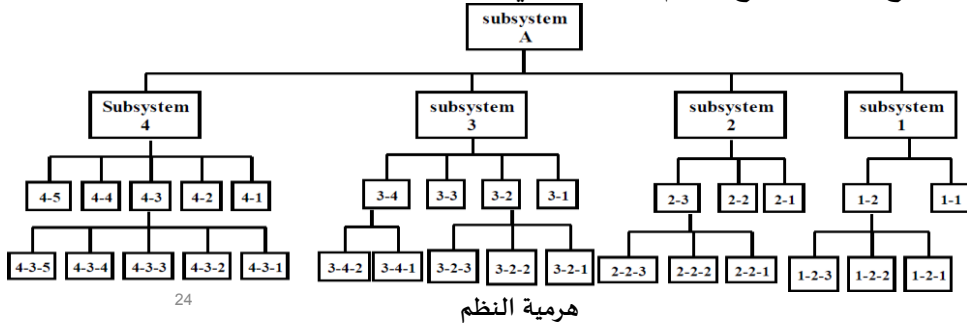 subsystem
A
Subsystem
4
subsystem
3
subsystem
2
subsystem
1
4-5 4-4 4-3 4-2 4-1 3-4 3-3 3-2 3-1 2-3 2-2 2-1 1-2 1-1
4-3-5 4-3-4 4-3-3 4-3-2 4-3-1 3-4-2 3-4-1 3-2-3 3-2-2 3-2-1 2-2-3 2-2-2 2-2-1 1-2-3 1-2-2 1-2-1
24
هرمية النظم